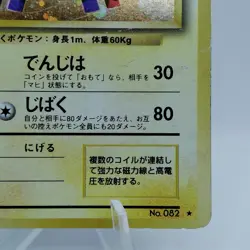 くポケモン：身長1m、体重60Kg
でんじは 30
コインを投げて「おもて」なら、相手を
「マヒ」状態にする。
じばく 80
自分と相手に80ダメージをあたえ、お互
いの控えポケモン全員にも20ダメージ。
にげる
複数のコイルが連結し
て強力な磁力線と高電
圧を放射する。
No. 082 ★